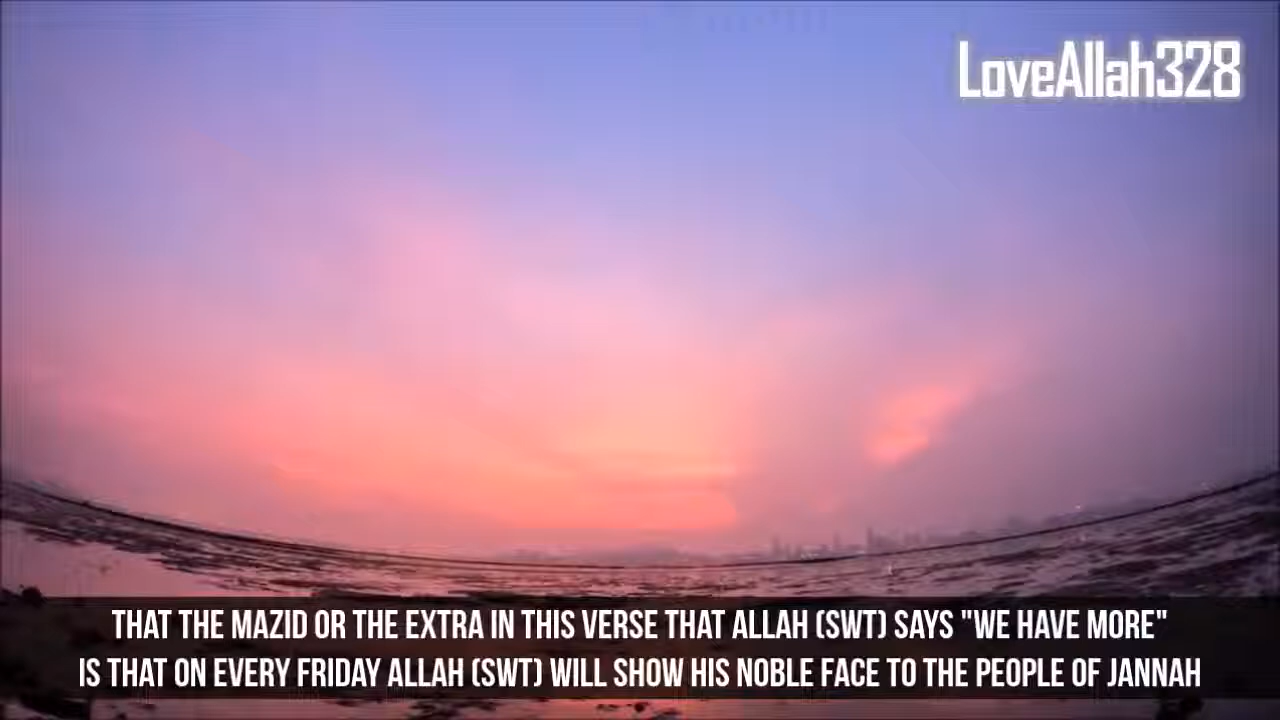 LoveAllah328
THAT THE MAZID OR THE EXTRA IN THIS VERSE THAT ALLAH (SWT) SAYS "WE HAVE MORE"
IS THAT ON EVERY FRIDAY ALLAH (SWT) WILL SHOW HIS NOBLE FACE TO THE PEOPLE OF JANNAH